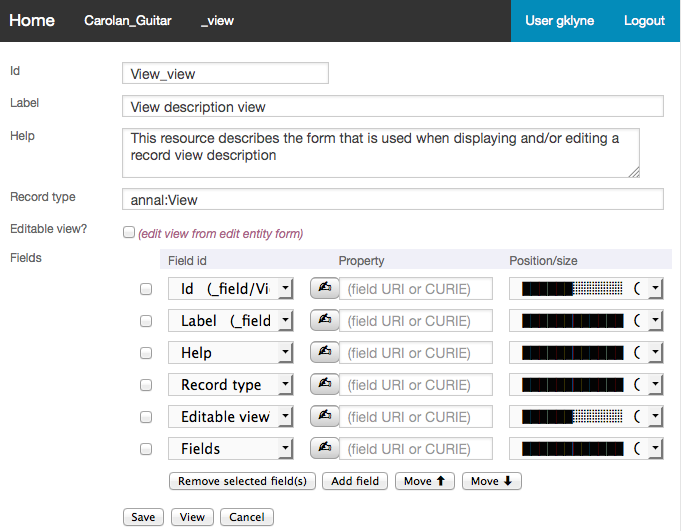 Home Carolan_Guitar _view User gklyne Logout
Id View_view
Label View description view
Help This resource describes the form that is used when displaying and/or editing a
record view description
Record type annal:View
Editable view? (edit view from edit entity form)
Fields Field id Property Position/size
Id (_field/Vi (field URI or CURIE) (
Label (_field (field URI or CURIE) (
Help (field URI or CURIE) (
Record type (field URI or CURIE) (
Editable view (field URI or CURIE) (
Fields (field URI or CURIE) (
Remove selected field(s) Add field Move ⬆ Move ⬇
Save View Cancel